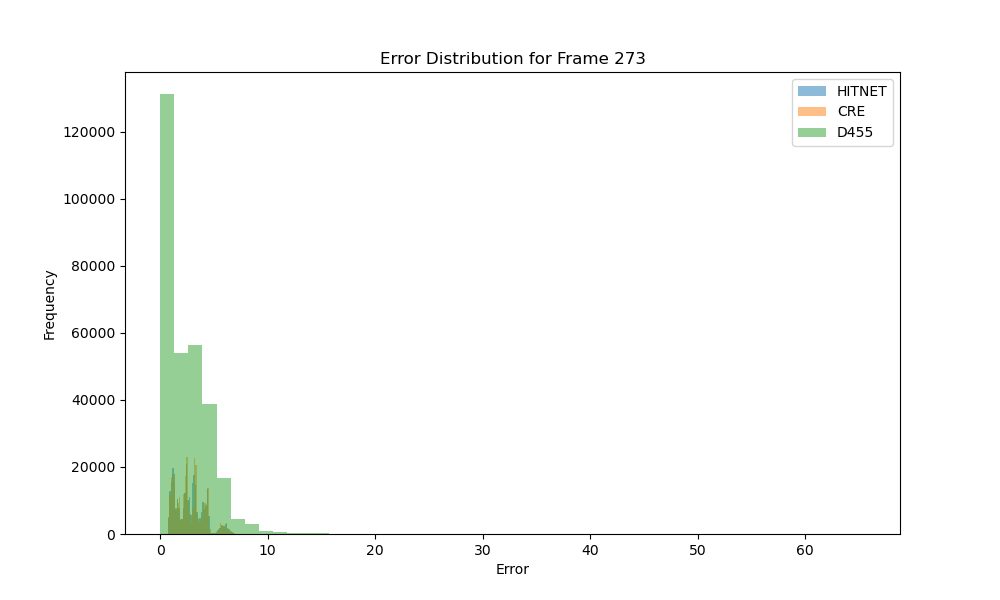 Error Distribution for Frame 273
HITNET
CRE
D455
120000
100000
80000
60000
40000
20000
0
Frequency
0 10 20 30 40 50 60
Error